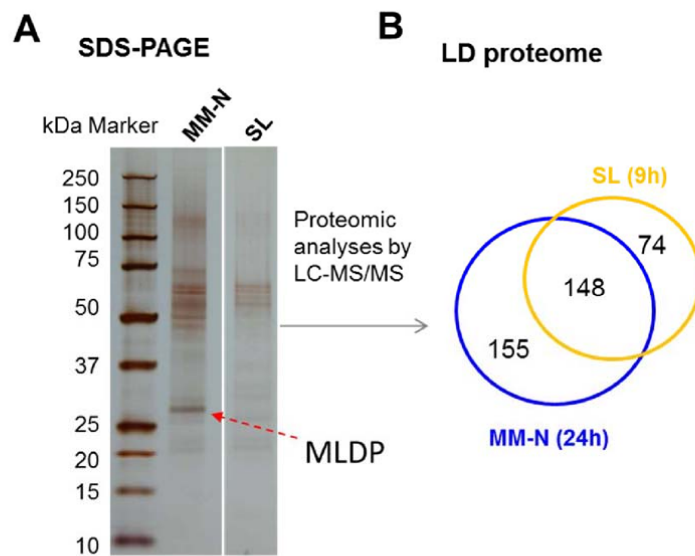 A
SDS-PAGE
kDa Marker
MM-N
SL
250
150
100
75
50
37
25
20
15
10
MLDP
Proteomic
analyses by
LC-MS/MS
B
LD proteome
SL (9h)
74
148
155
MM-N (24h)